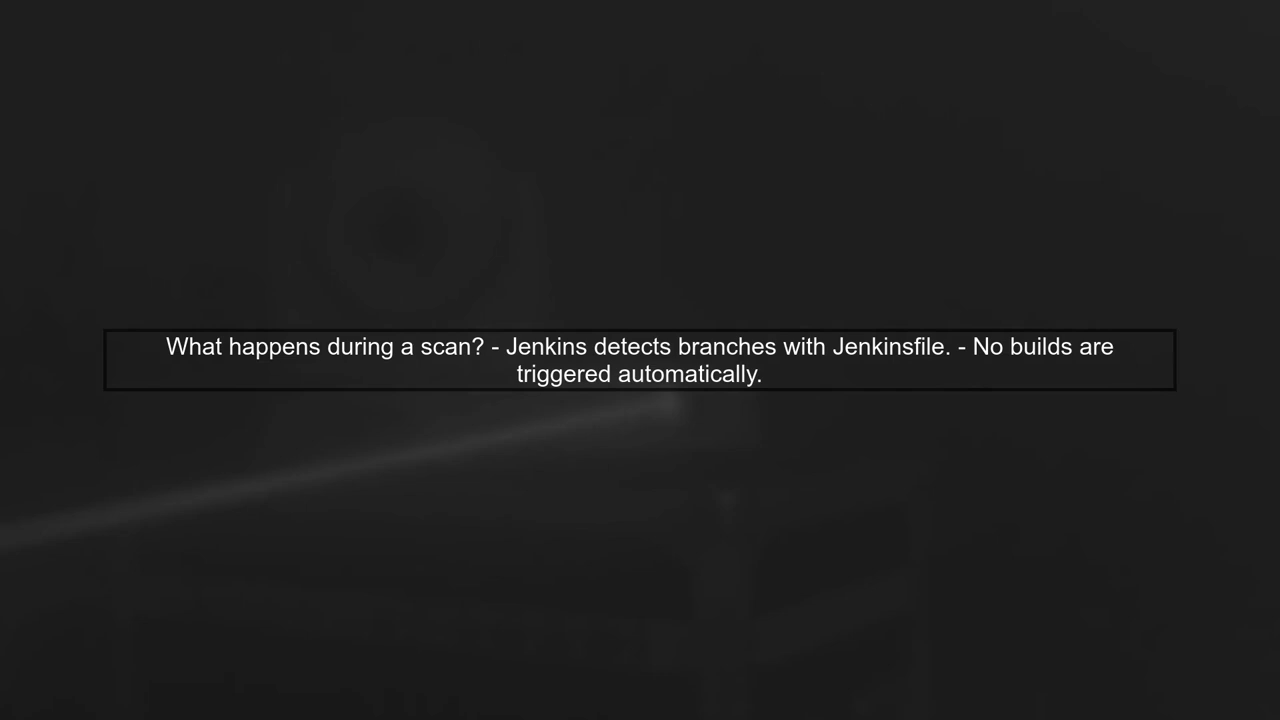 What happens during a scan? - Jenkins detects branches with Jenkinsfile. - No builds are
triggered automatically.